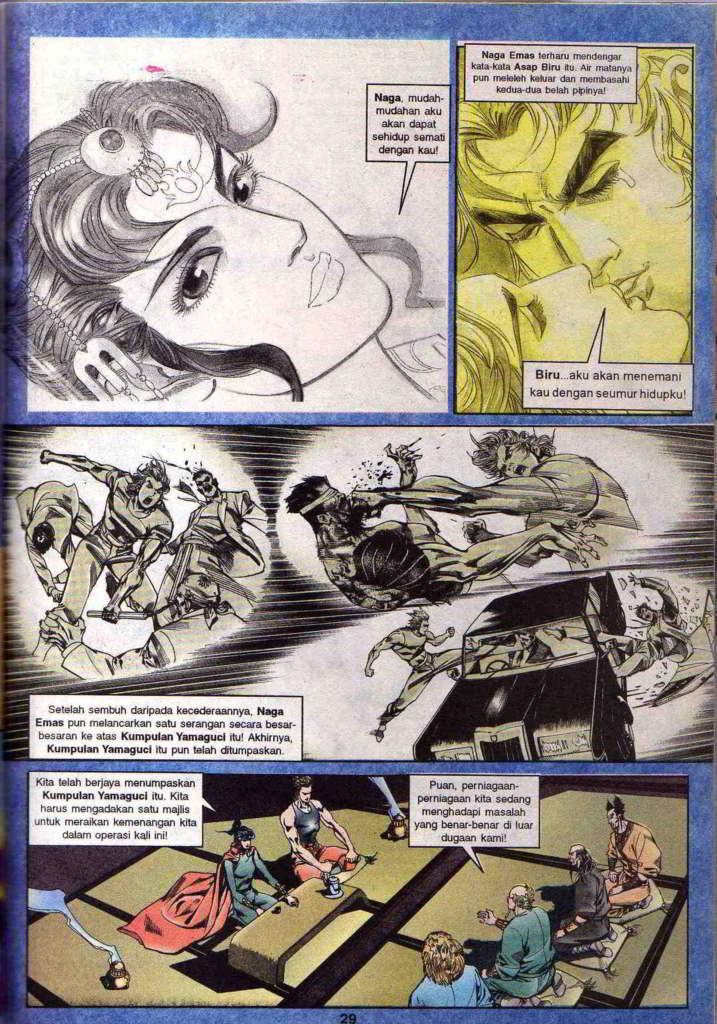 Naga, mudah-
mudahan aku
akan dapat
sehidup semati
dengan kau!
Naga Emas terharu mendengar
kata-kata Asap Biru itu. Air matanya
pun meleleh keluar dan membasahi
kedua-dua belah pipinya!
Biru...aku akan menemani
kau dengan seumur hidupku!
Setelah sembuh daripada kecederaannya, Naga
Emas pun melancarkan satu serangan secara besar-
besaran ke atas Kumpulan Yamaguci itu! Akhirnya,
Kumpulan Yamaguci itu pun telah ditumpaskan.
Kita telah berjaya menumpaskan
Kumpulan Yamaguci itu. Kita
harus mengadakan satu majlis
untuk meraikan kemenangan kita
dalam operasi kali ini!
Puan, perniagaan-
perniagaan kita sedang
menghadapi masalah
yang benar-benar di luar
dugaan kami!
29